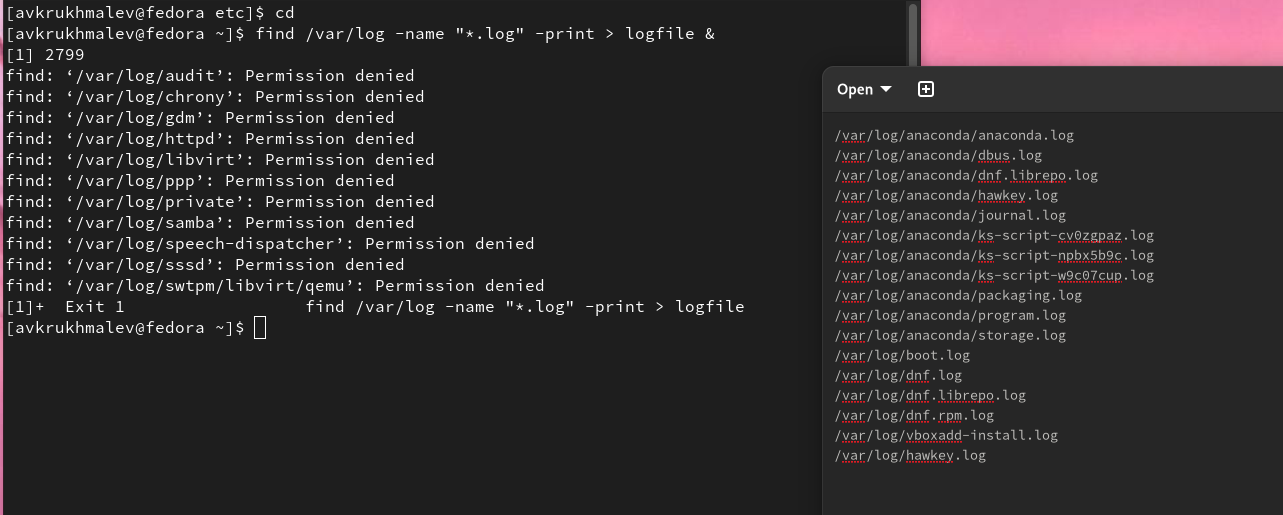 [avkrukhmalev@fedora etc]$ cd
[avkrukhmalev@fedora ~]$ find /var/log -name "*.log" -print > logfile &
[1] 2799
find: ‘/var/log/audit’: Permission denied
find: ‘/var/log/chrony’: Permission denied
find: ‘/var/log/gdm’: Permission denied
find: ‘/var/log/httpd’: Permission denied
find: ‘/var/log/libvirt’: Permission denied
find: ‘/var/log/ppp’: Permission denied
find: ‘/var/log/private’: Permission denied
find: ‘/var/log/samba’: Permission denied
find: ‘/var/log/speech-dispatcher’: Permission denied
find: ‘/var/log/sssd’: Permission denied
find: ‘/var/log/swtpm/libvirt/qemu’: Permission denied
[1]+  Exit 1                  find /var/log -name "*.log" -print > logfile
[avkrukhmalev@fedora ~]$
Open
/var/log/anaconda/anaconda.log
/var/log/anaconda/dbus.log
/var/log/anaconda/dnf.librepo.log
/var/log/anaconda/hawkey.log
/var/log/anaconda/journal.log
/var/log/anaconda/ks-script-cv0zgpaz.log
/var/log/anaconda/ks-script-npbx5b9c.log
/var/log/anaconda/ks-script-w9c07cup.log
/var/log/anaconda/packaging.log
/var/log/anaconda/program.log
/var/log/anaconda/storage.log
/var/log/boot.log
/var/log/dnf.log
/var/log/dnf.librepo.log
/var/log/dnf.rpm.log
/var/log/vboxadd-install.log
/var/log/hawkey.log